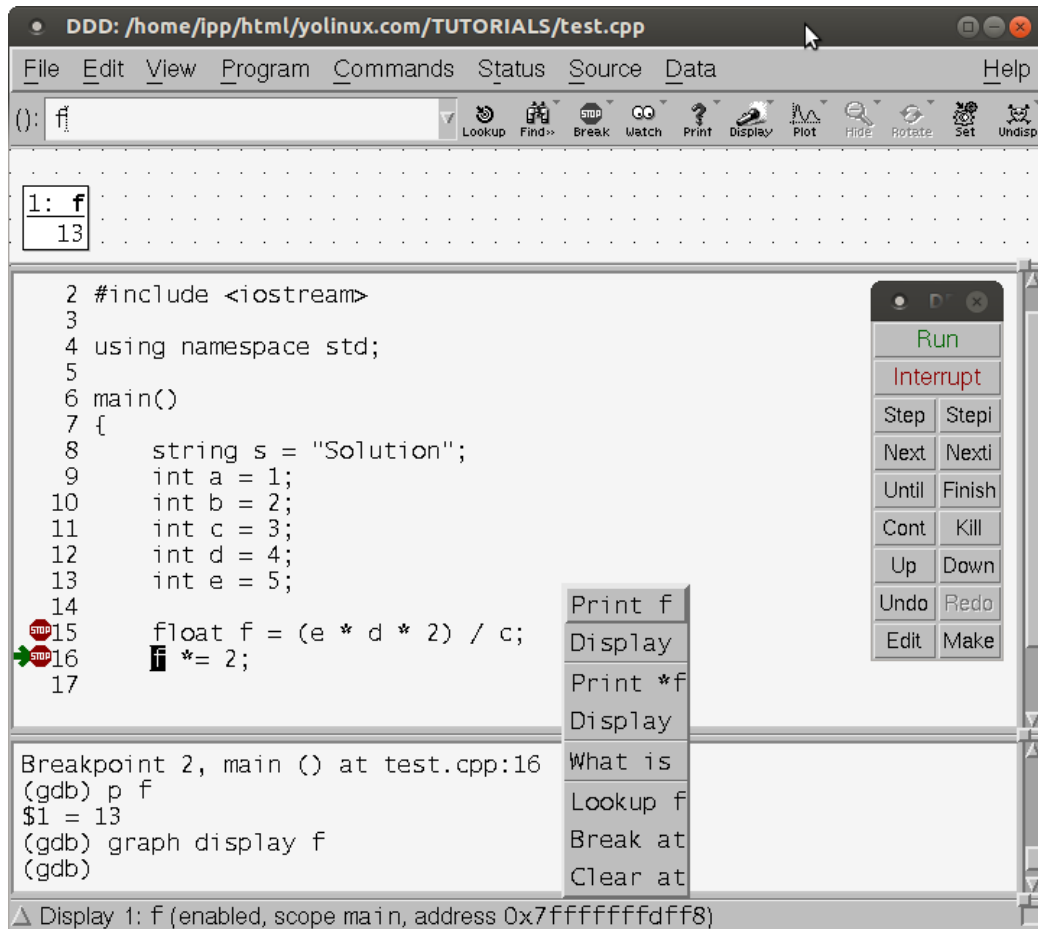 DDD: /home/ipp/html/yolinux.com/TUTORIALS/test.cpp
File Edit View Program Commands Status Source Data Help
(): f
Lookup Find» Break Watch Print Display Plot Hide Rotate Set Undisp
1: f
13
2 #include <iostream>
3
4 using namespace std;
5
6 main()
7 {
8 string s = "Solution";
9 int a = 1;
10 int b = 2;
11 int c = 3;
12 int d = 4;
13 int e = 5;
14
STOP 15 float f = (e * d * 2) / c;
STOP 16 f *= 2;
17
D
Run
Interrupt
Step Stepi
Next Nexti
Until Finish
Cont Kill
Up Down
Undo Redo
Edit Make
Print f
Display
Print *f
Display
What is
Lookup f
Break at
Clear at
Breakpoint 2, main () at test.cpp:16
(gdb) p f
$1 = 13
(gdb) graph display f
(gdb)
Display 1: f (enabled, scope main, address 0x7fffffffdff8)